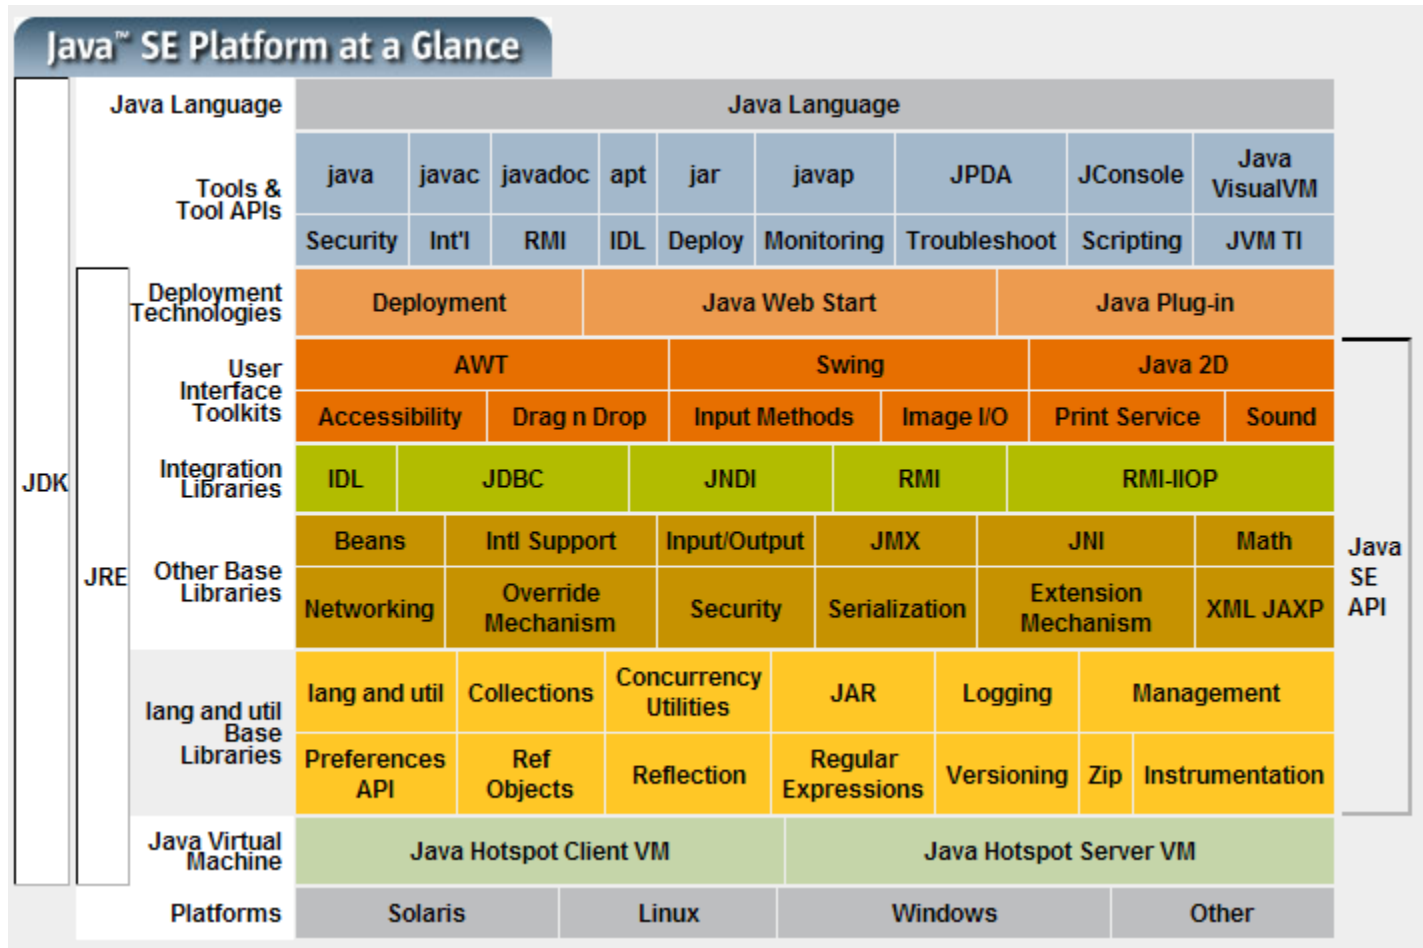 Java™ SE Platform at a Glance
Java Language
Java Language
Tools &
Tool APIs
java javac javadoc apt jar javap JPDA JConsole Java
VisualVM
Security Int'l RMI IDL Deploy Monitoring Troubleshoot Scripting JVM TI
Deployment
Technologies
Deployment Java Web Start Java Plug-in
User
Interface
Toolkits
AWT Swing Java 2D
Accessibility Drag n Drop Input Methods Image I/O Print Service Sound
Integration
Libraries
IDL JDBC JNDI RMI RMI-IIOP
JDK
JRE
Other Base
Libraries
Beans Intl Support Input/Output JMX JNI Math
Networking Override
Mechanism Security Serialization Extension
Mechanism XML JAXP
Java
SE
API
lang and util
Base
Libraries
lang and util Collections Concurrency
Utilities JAR Logging Management
Preferences
API Ref
Objects Reflection Regular
Expressions Versioning Zip Instrumentation
Java Virtual
Machine
Java Hotspot Client VM Java Hotspot Server VM
Platforms
Solaris Linux Windows Other